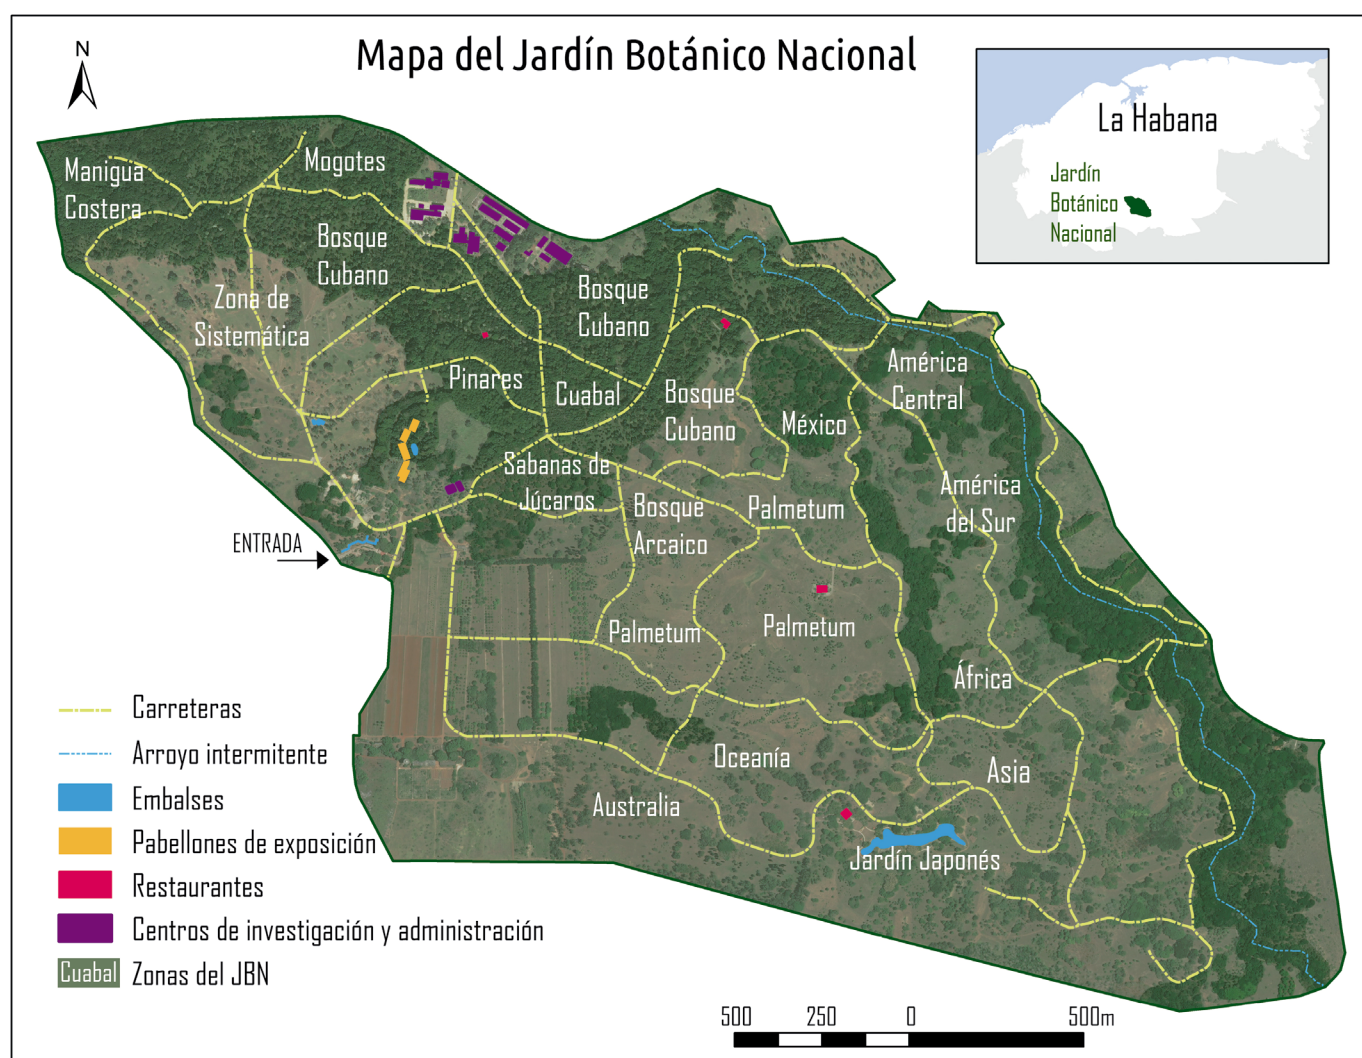 Mapa del Jardín Botánico Nacional
N
La Habana
Jardín
Botánico
Nacional
Manigua
Costera
Mogotes
Bosque
Cubano
Zona de
Sistemática
Bosque
Cubano
Pinares
Cuabal
Bosque
Cubano
América
Central
México
Sabanas de
Júcaros
América
del Sur
Bosque
Arcaico
Palmetum
ENTRADA
Palmetum
Palmetum
África
Oceanía
Asia
Australia
Jardín Japonés
Carreteras
Arroyo intermitente
Embalses
Pabellones de exposición
Restaurantes
Centros de investigación y administración
Cuabal Zonas del JBN
500 250 0 500m